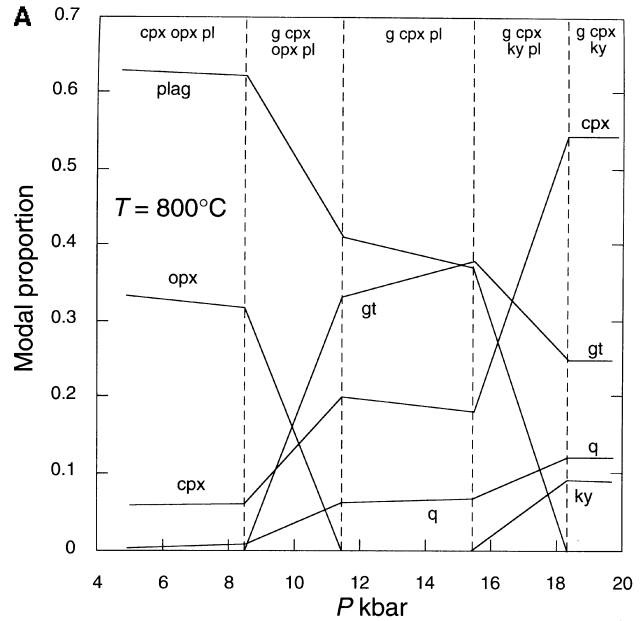 A
0.7
cpx opx pl
g cpx
opx pl
g cpx pl
g cpx
ky pl
g cpx
ky
0.6
plag
cpx
0.5
T = 800°C
0.4
opx
gt
0.3
gt
0.2
q
cpx
0.1
q
ky
0
4
6
8
10
12
14
16
18
20
P kbar
Modal proportion